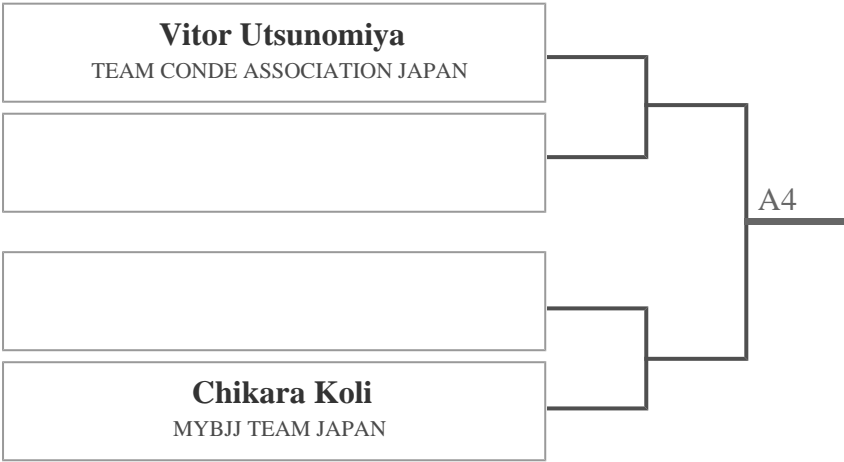 Vitor Utsunomiya
TEAM CONDE ASSOCIATION JAPAN
A4
Chikara Koli
MYBJJ TEAM JAPAN